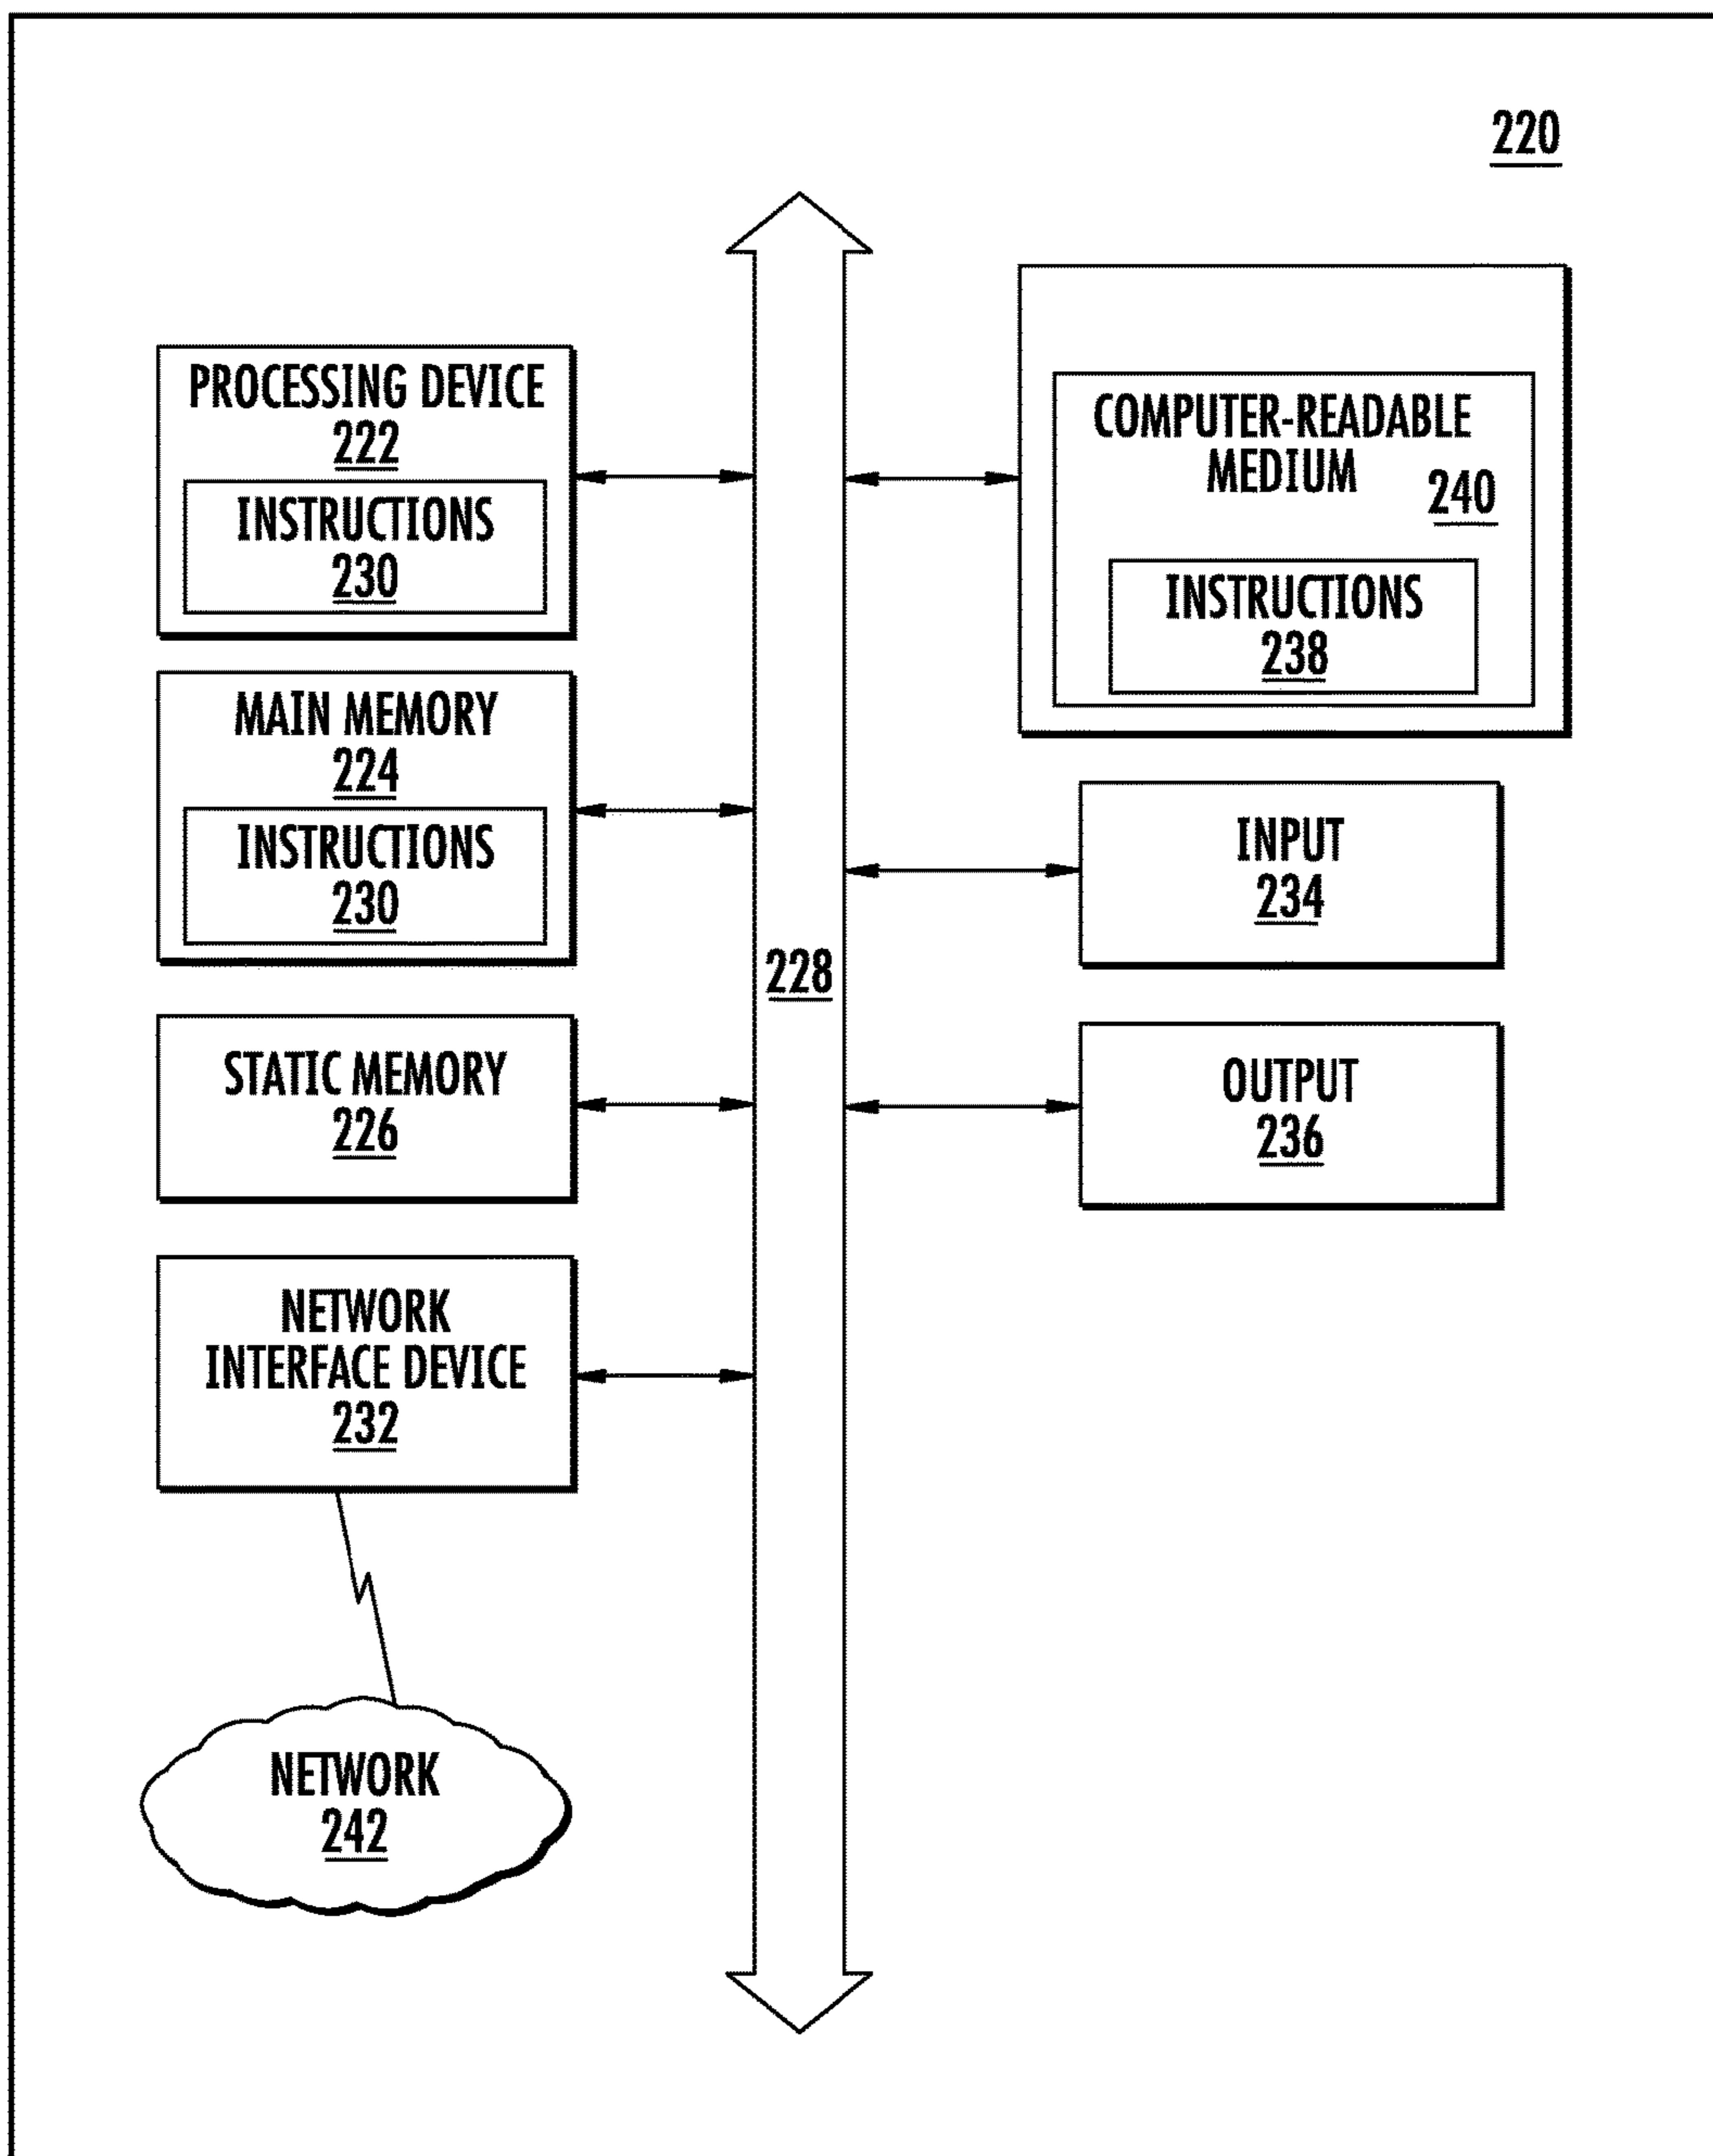 220
PROCESSING DEVICE
222
INSTRUCTIONS
230
MAIN MEMORY
224
INSTRUCTIONS
230
STATIC MEMORY
226
NETWORK
INTERFACE DEVICE
232
NETWORK
242
228
COMPUTER-READABLE
MEDIUM
240
INSTRUCTIONS
238
INPUT
234
OUTPUT
236